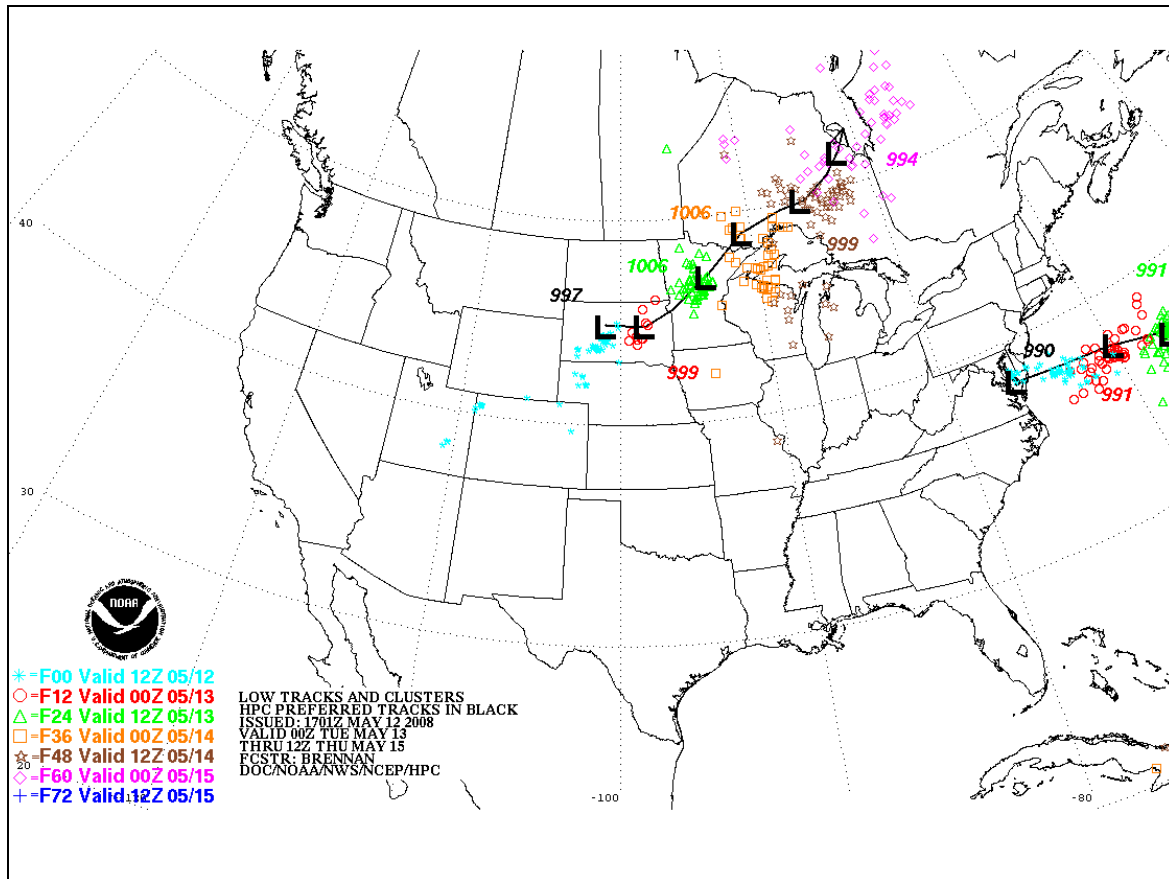 994
40
1006
999
1006
991
997
990
999
991
30
NOAA
✳=F00 Valid 12Z 05/12
○=F12 Valid 00Z 05/13
△=F24 Valid 12Z 05/13
□=F36 Valid 00Z 05/14
☆=F48 Valid 12Z 05/14
◇=F60 Valid 00Z 05/15
+=F72 Valid 12Z 05/15
LOW TRACKS AND CLUSTERS
HPC PREFERRED TRACKS IN BLACK
ISSUED: 1701Z MAY 12 2008
VALID 00Z TUE MAY 13
THRU 12Z THU MAY 15
FCSTR: BRENNAN
DOC/NOAA/NWS/NCEP/HPC
20
-100
-80
L
L
L
L
L
L
L
L
L